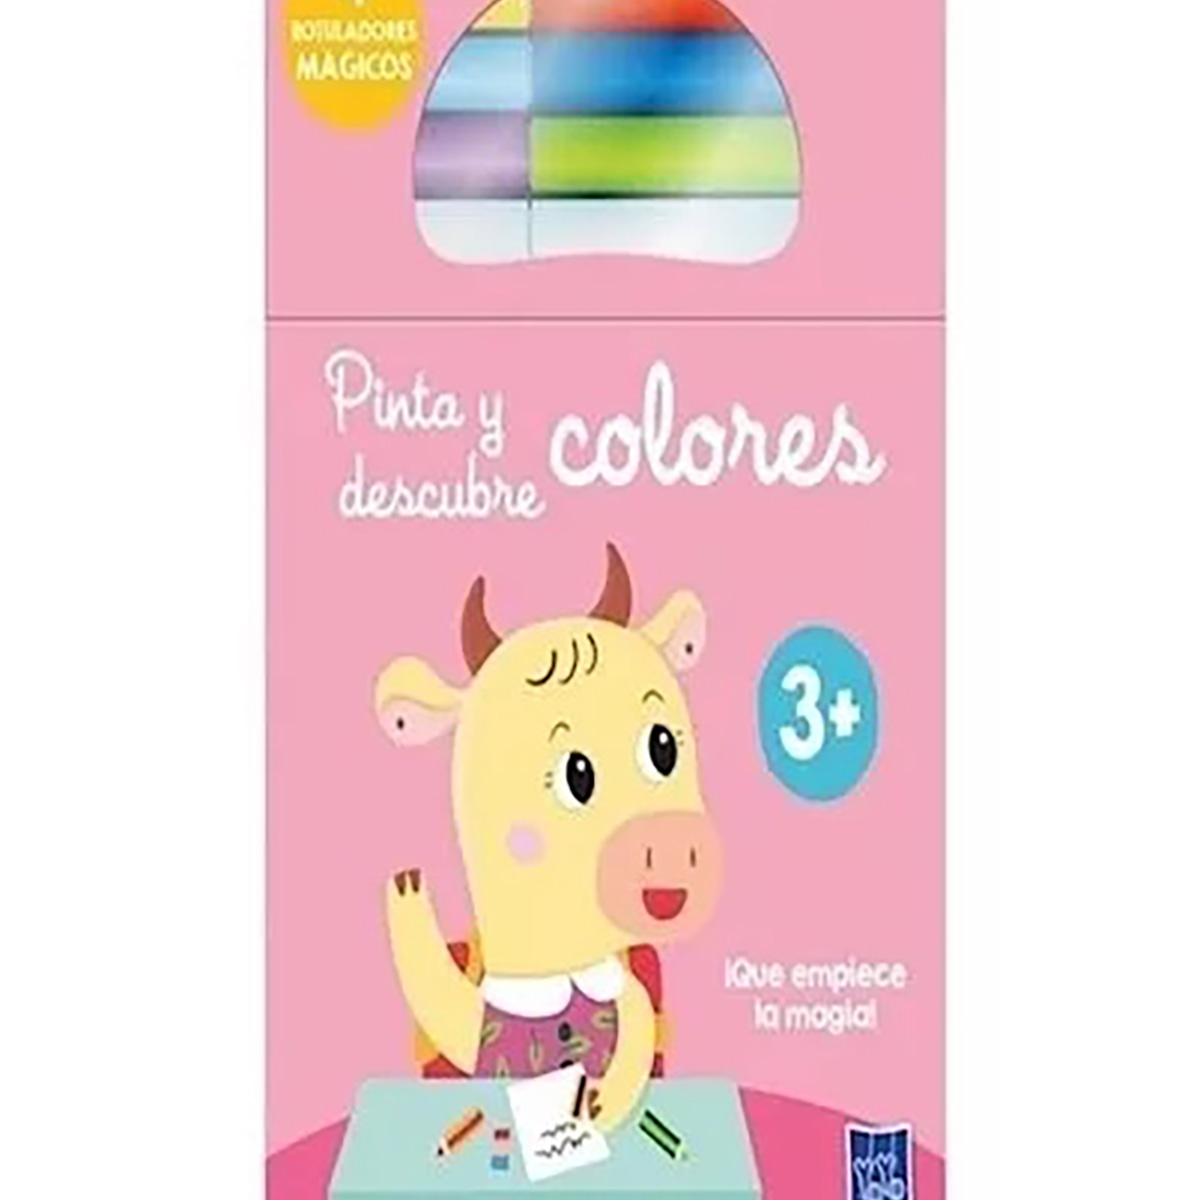 ROTULADORES
MÁGICOS
Pinta y
descubre
colores
3+
¡Que empiece
la magia!